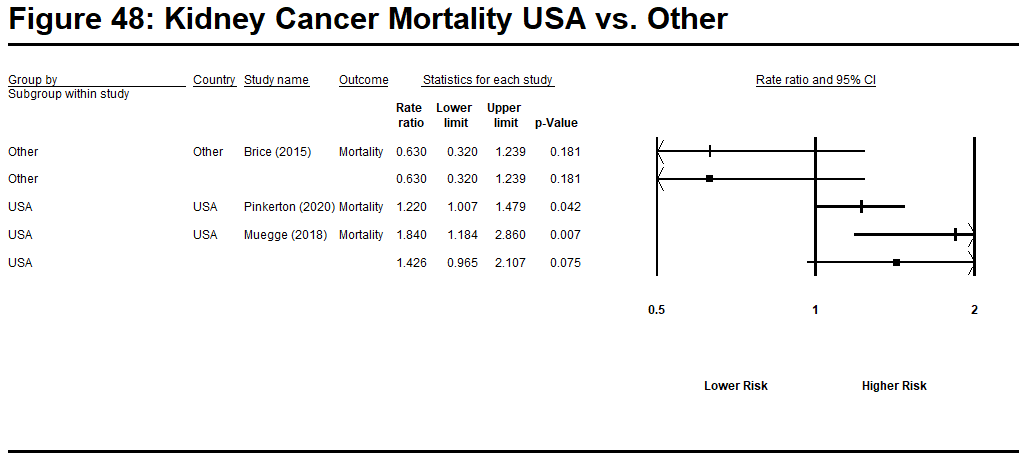 Figure 48: Kidney Cancer Mortality USA vs. Other
Group by Country Study name Outcome Statistics for each study Rate ratio and 95% CI
Subgroup within study
Rate Lower Upper
ratio limit limit p-Value
Other Other Brice (2015) Mortality 0.630 0.320 1.239 0.181
Other 0.630 0.320 1.239 0.181
USA USA Pinkerton (2020) Mortality 1.220 1.007 1.479 0.042
USA USA Muegge (2018) Mortality 1.840 1.184 2.860 0.007
USA 1.426 0.965 2.107 0.075
0.5 1 2
Lower Risk Higher Risk